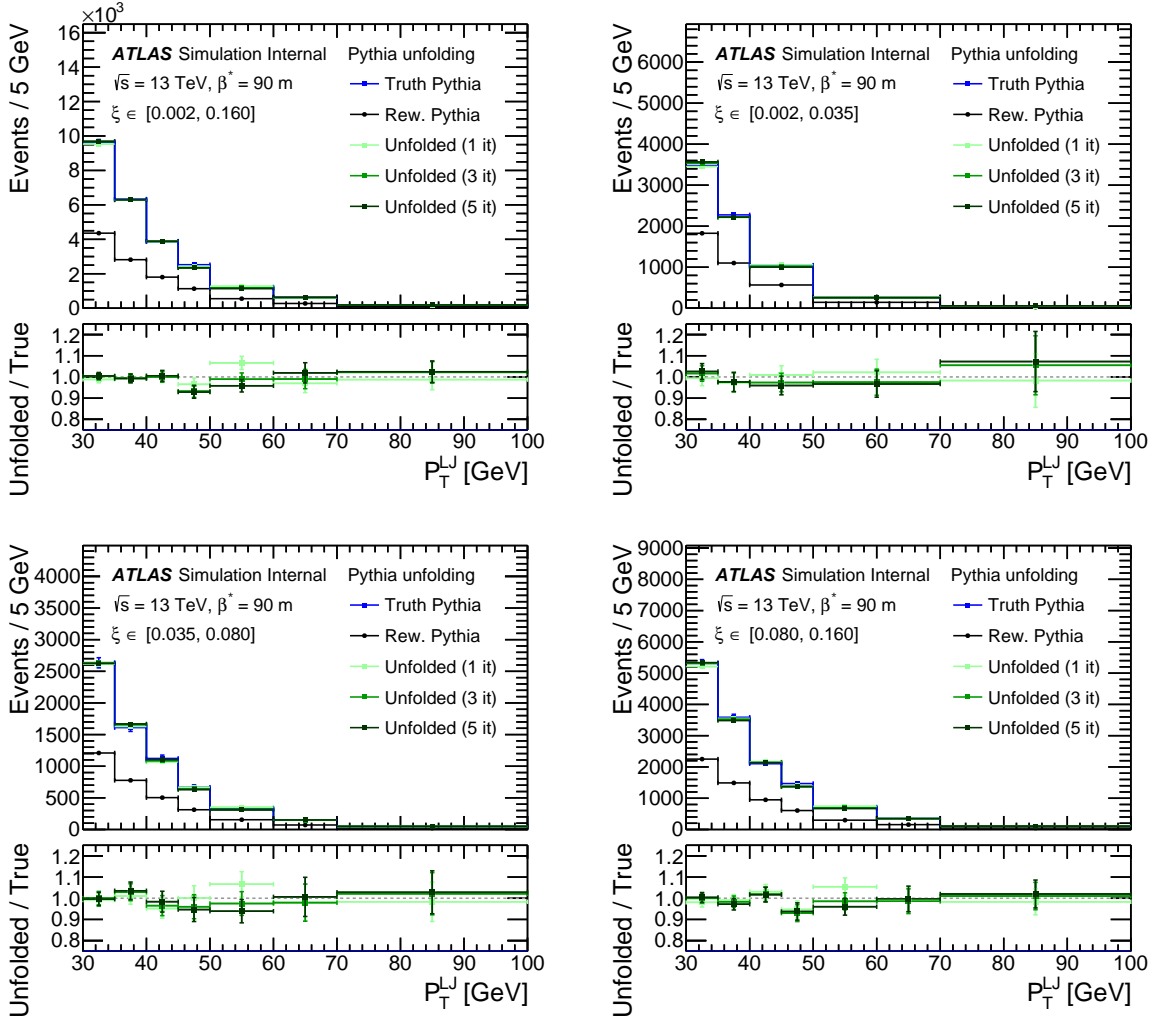 ×10³
16
14
12
10
8
6
4
2
0
Events / 5 GeV
ATLAS Simulation Internal
√s = 13 TeV, β* = 90 m
ξ ∈ [0.002, 0.160]
Pythia unfolding
Truth Pythia
Rew. Pythia
Unfolded (1 it)
Unfolded (3 it)
Unfolded (5 it)
1.2
1.1
1.0
0.9
0.8
Unfolded / True
30 40 50 60 70 80 90 100
P_T^LJ [GeV]
6000
5000
4000
3000
2000
1000
0
Events / 5 GeV
ATLAS Simulation Internal
√s = 13 TeV, β* = 90 m
ξ ∈ [0.002, 0.035]
Pythia unfolding
Truth Pythia
Rew. Pythia
Unfolded (1 it)
Unfolded (3 it)
Unfolded (5 it)
1.2
1.1
1.0
0.9
0.8
Unfolded / True
30 40 50 60 70 80 90 100
P_T^LJ [GeV]
4000
3500
3000
2500
2000
1500
1000
500
0
Events / 5 GeV
ATLAS Simulation Internal
√s = 13 TeV, β* = 90 m
ξ ∈ [0.035, 0.080]
Pythia unfolding
Truth Pythia
Rew. Pythia
Unfolded (1 it)
Unfolded (3 it)
Unfolded (5 it)
1.2
1.1
1.0
0.9
0.8
Unfolded / True
30 40 50 60 70 80 90 100
P_T^LJ [GeV]
9000
8000
7000
6000
5000
4000
3000
2000
1000
0
Events / 5 GeV
ATLAS Simulation Internal
√s = 13 TeV, β* = 90 m
ξ ∈ [0.080, 0.160]
Pythia unfolding
Truth Pythia
Rew. Pythia
Unfolded (1 it)
Unfolded (3 it)
Unfolded (5 it)
1.2
1.1
1.0
0.9
0.8
Unfolded / True
30 40 50 60 70 80 90 100
P_T^LJ [GeV]